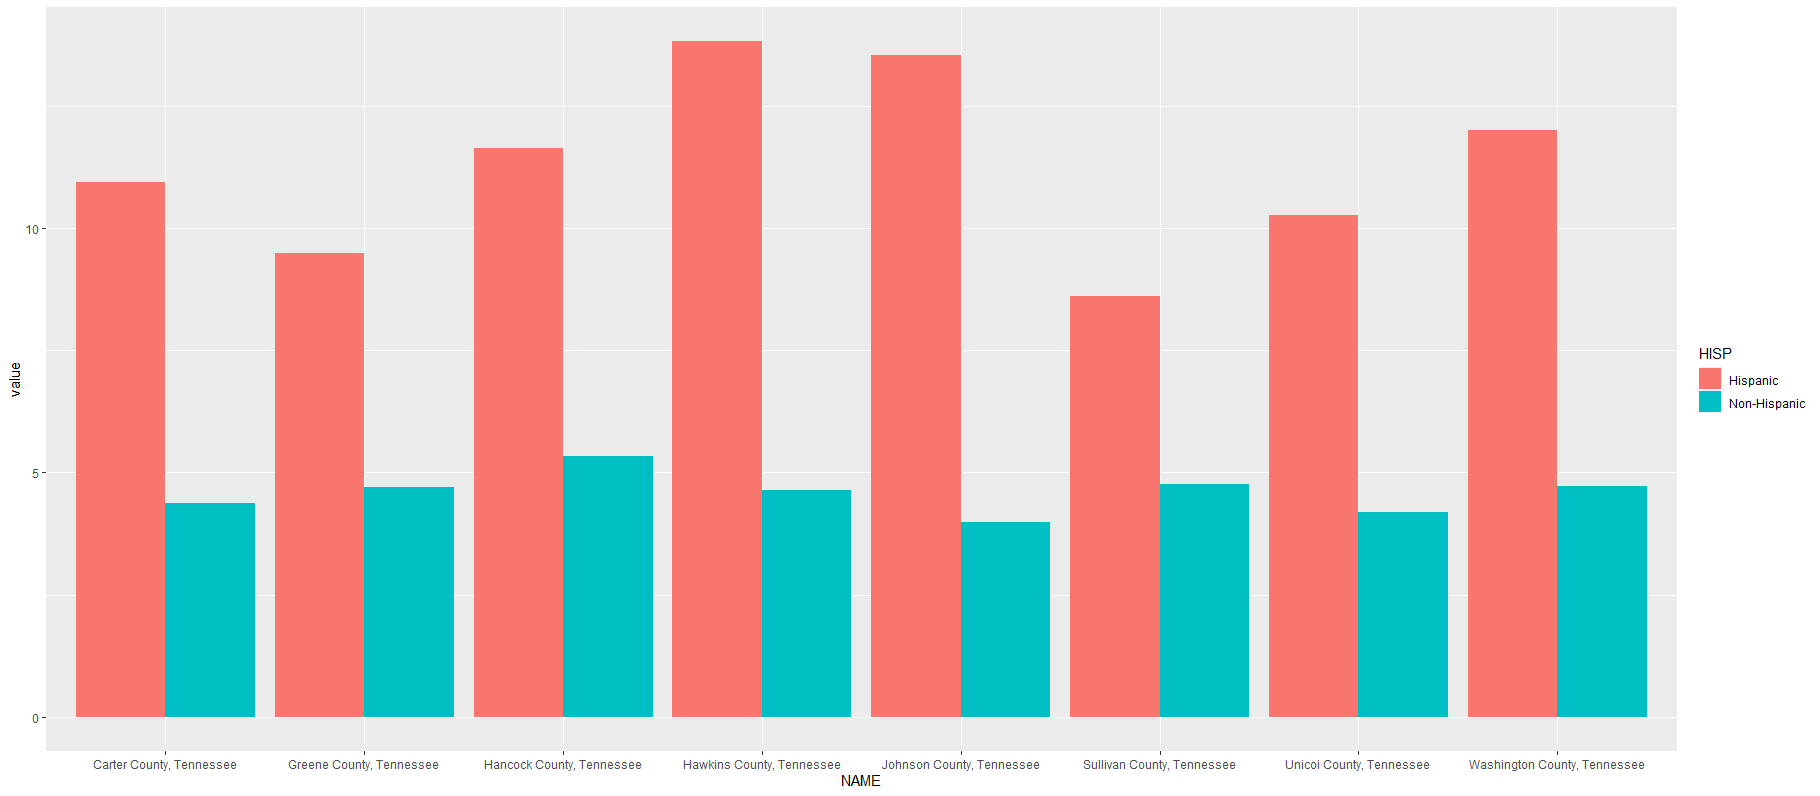 value
10
5
0
Carter County, Tennessee
Greene County, Tennessee
Hancock County, Tennessee
Hawkins County, Tennessee
Johnson County, Tennessee
Sullivan County, Tennessee
Unicoi County, Tennessee
Washington County, Tennessee
NAME
HISP
Hispanic
Non-Hispanic